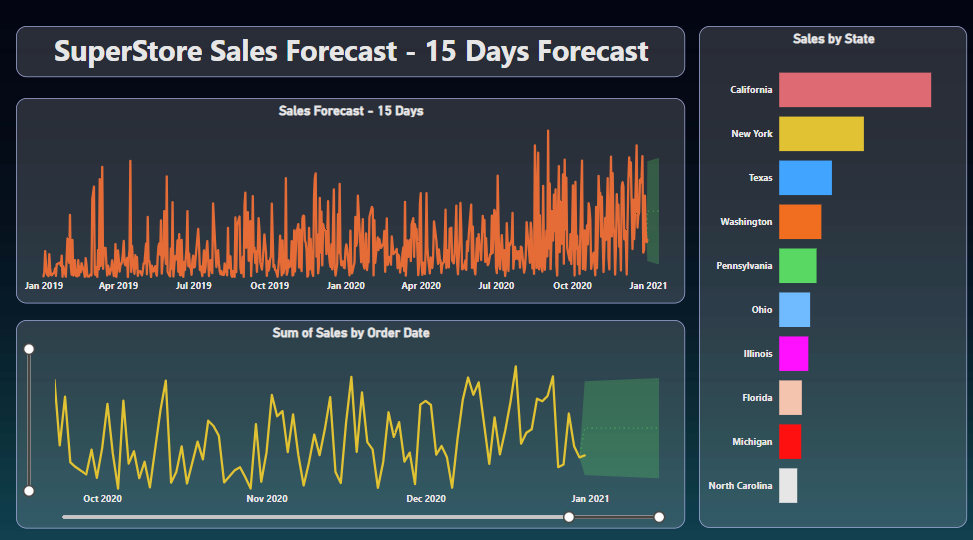 SuperStore Sales Forecast - 15 Days Forecast
Sales Forecast - 15 Days
Jan 2019 Apr 2019 Jul 2019 Oct 2019 Jan 2020 Apr 2020 Jul 2020 Oct 2020 Jan 2021
Sum of Sales by Order Date
Oct 2020 Nov 2020 Dec 2020 Jan 2021
Sales by State
California
New York
Texas
Washington
Pennsylvania
Ohio
Illinois
Florida
Michigan
North Carolina